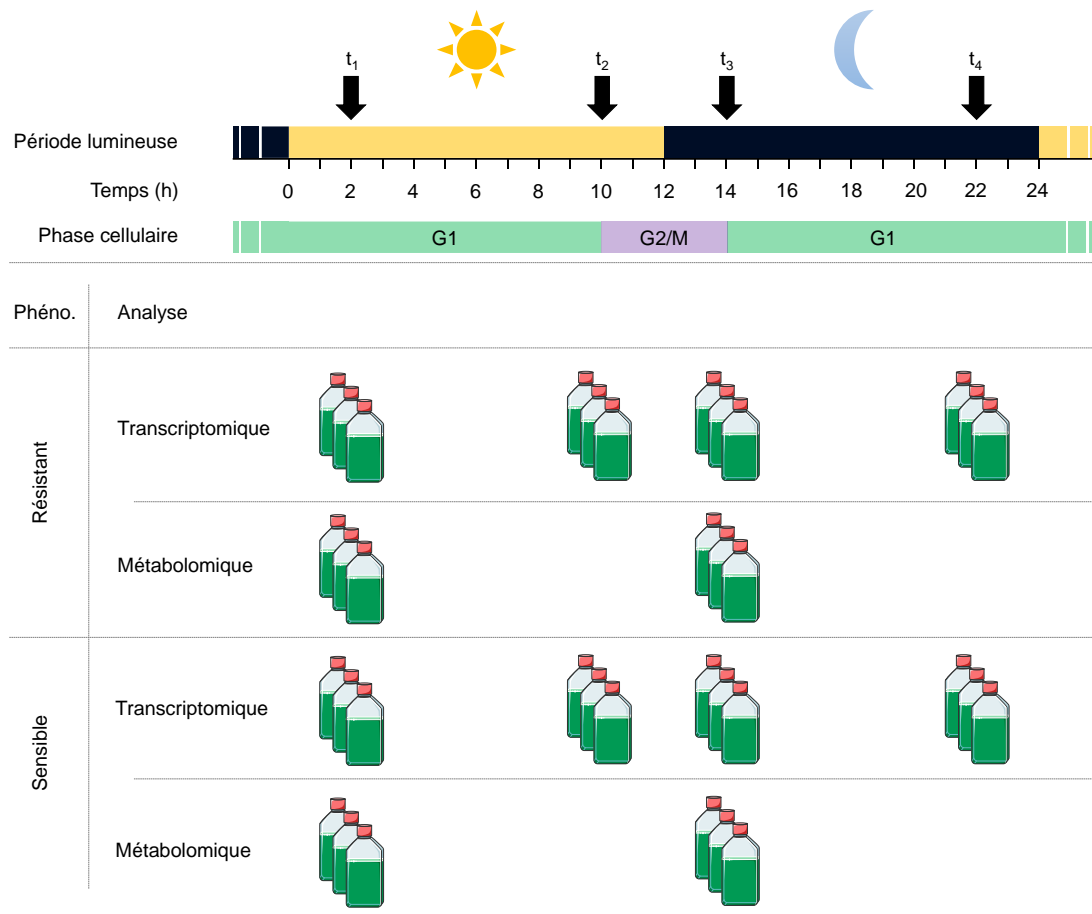 t₁ t₂ t₃ t₄
Période lumineuse
Temps (h) 0 2 4 6 8 10 12 14 16 18 20 22 24
Phase cellulaire G1 G2/M G1
Phéno. Analyse
Résistant
Transcriptomique
Métabolomique
Sensible
Transcriptomique
Métabolomique